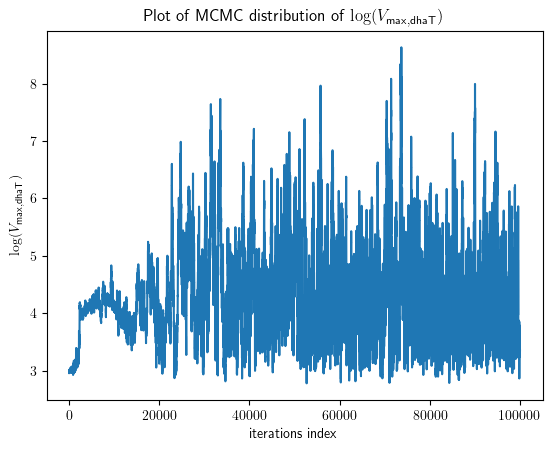 Plot of MCMC distribution of log(V_max,dhaT)
log(V_max,dhaT)
8
7
6
5
4
3
0 20000 40000 60000 80000 100000
iterations index